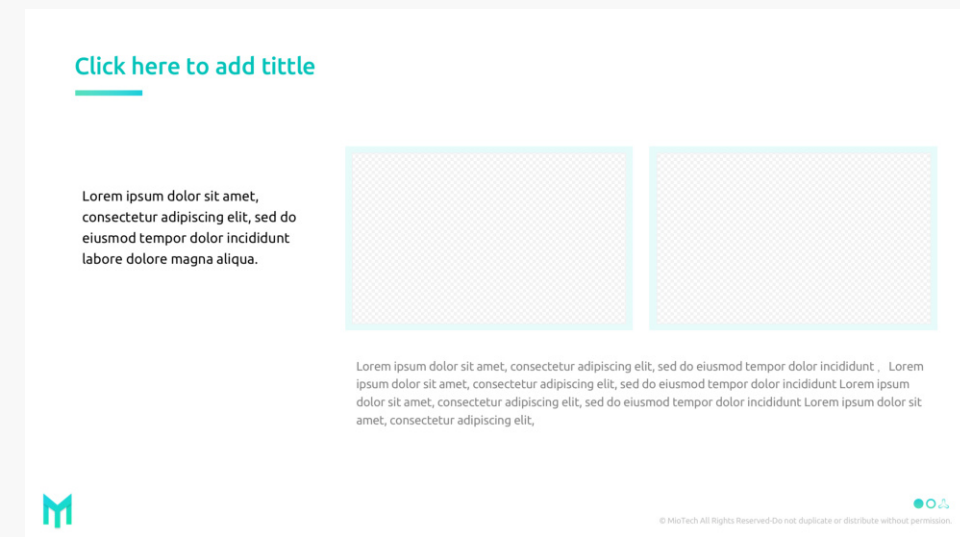 Click here to add tittle
Lorem ipsum dolor sit amet,
consectetur adipiscing elit, sed do
eiusmod tempor dolor incididunt
labore dolore magna aliqua.
Lorem ipsum dolor sit amet, consectetur adipiscing elit, sed do eiusmod tempor dolor incididunt ,   Lorem
ipsum dolor sit amet, consectetur adipiscing elit, sed do eiusmod tempor dolor incididunt Lorem ipsum
dolor sit amet, consectetur adipiscing elit, sed do eiusmod tempor dolor incididunt Lorem ipsum dolor sit
amet, consectetur adipiscing elit,
© MioTech All Rights Reserved·Do not duplicate or distribute without permission.